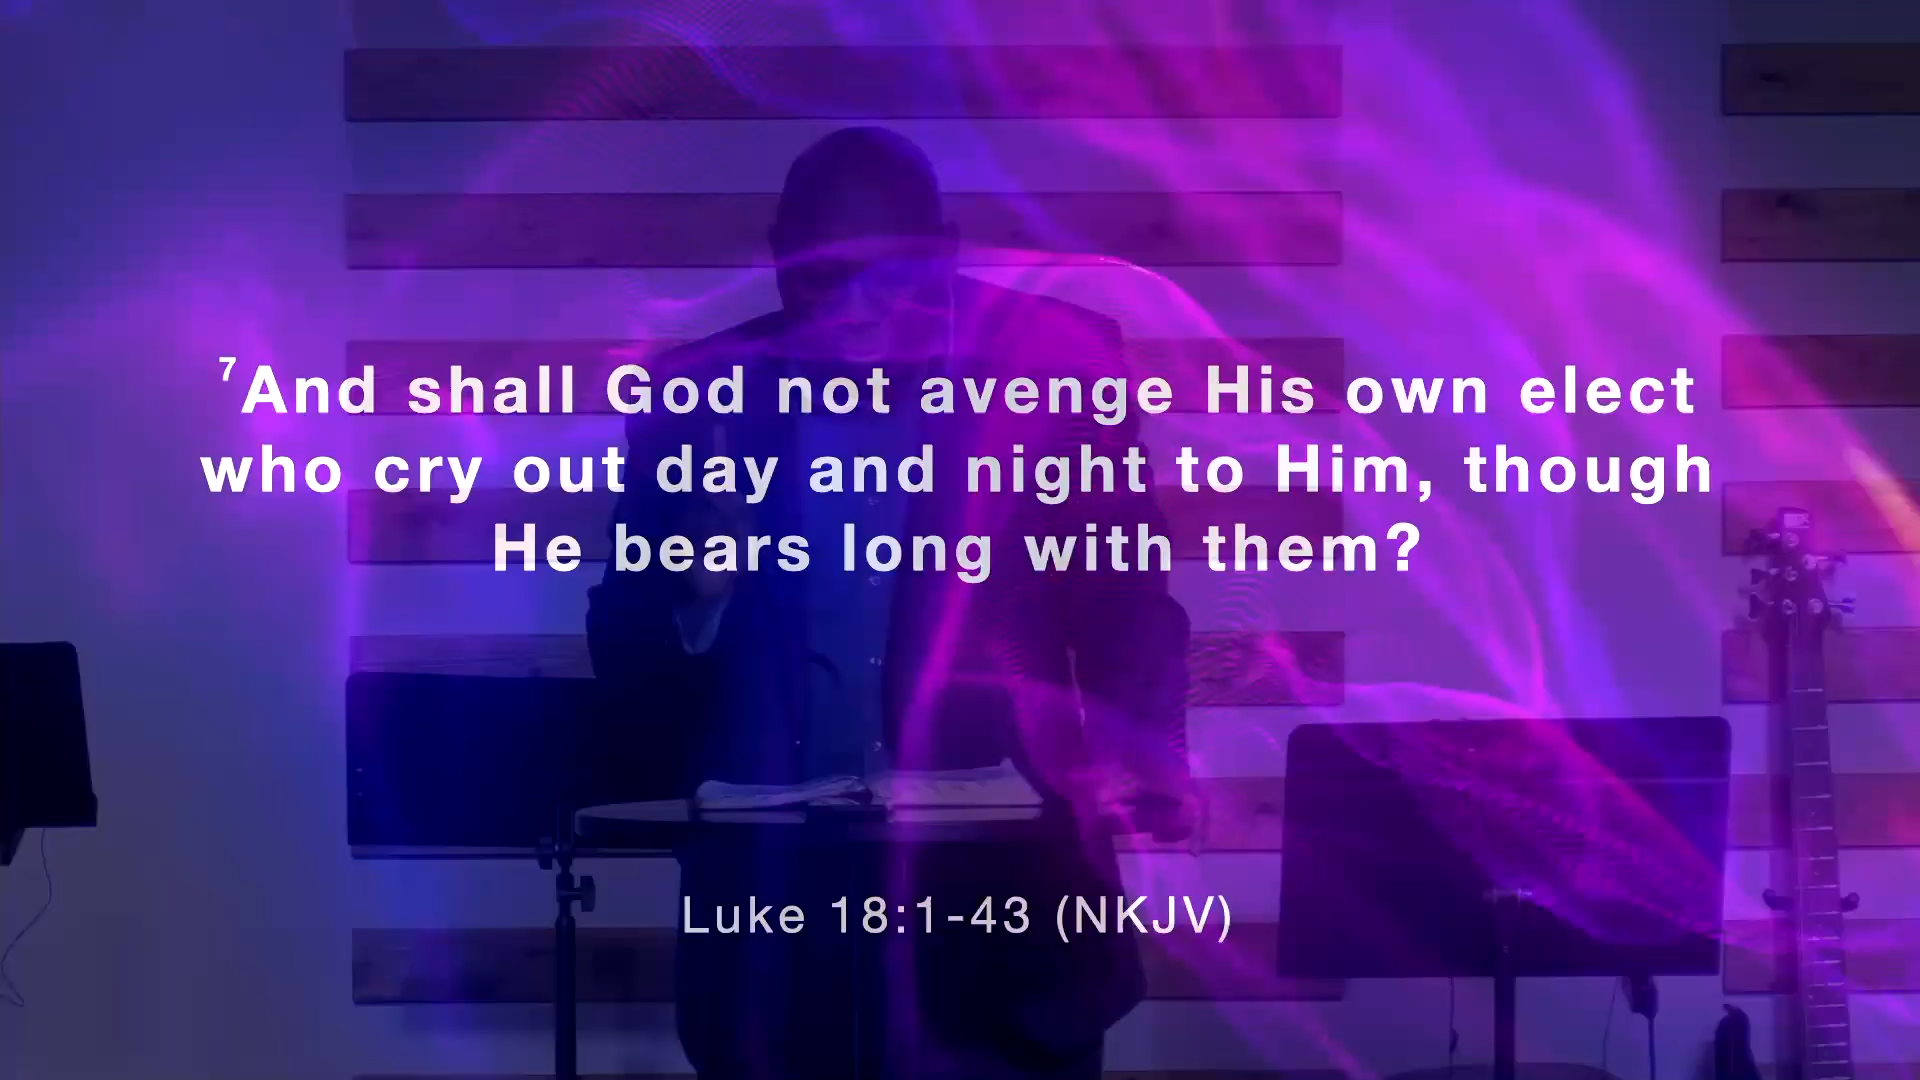 ⁷And shall God not avenge His own elect
who cry out day and night to Him, though
He bears long with them?
Luke 18:1-43 (NKJV)